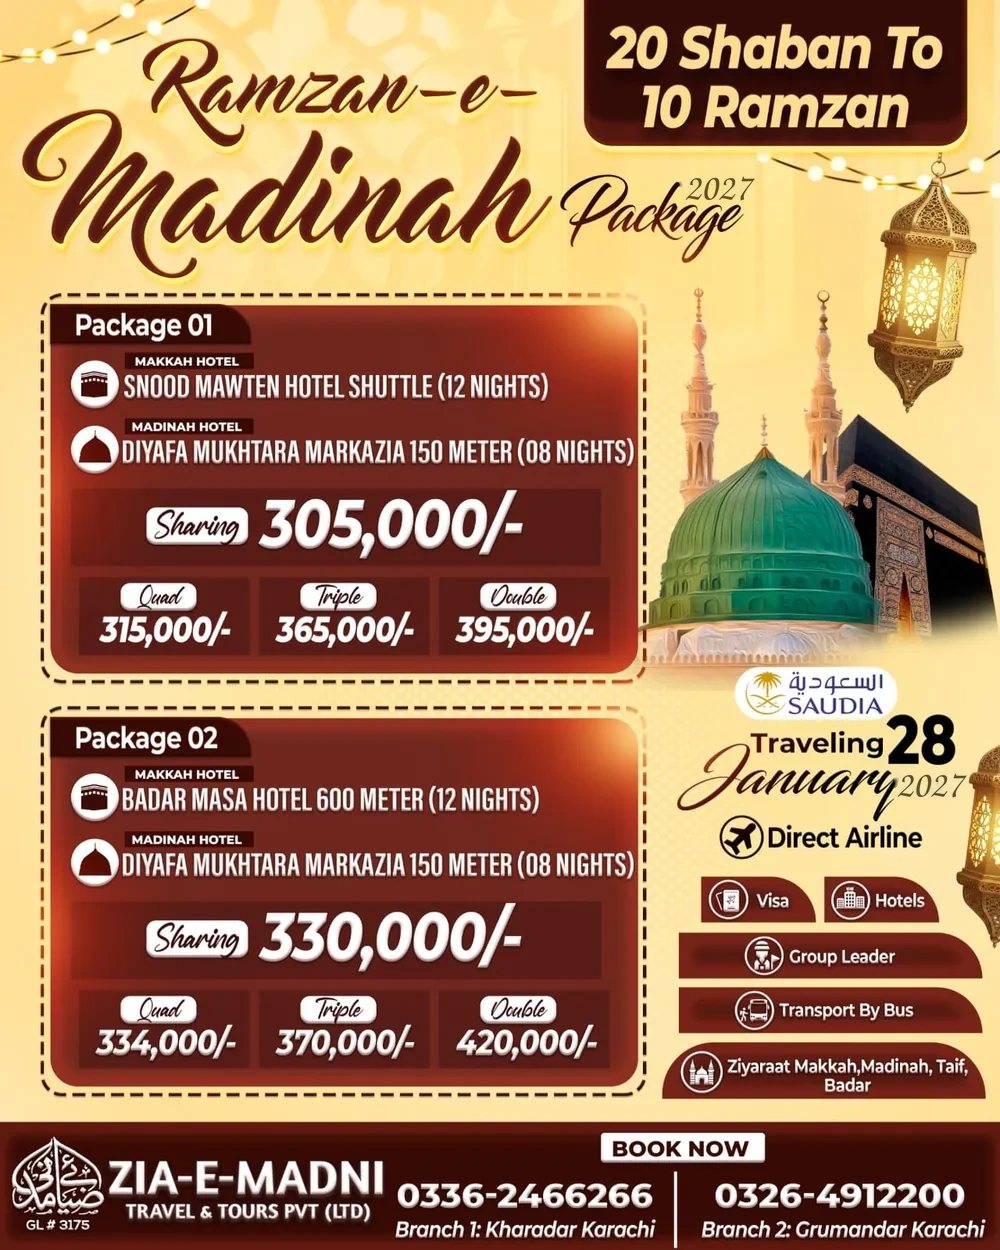 Ramzan-e-
Madinah
Package 2027
20 Shaban To
10 Ramzan
Package 01
MAKKAH HOTEL
SNOOD MAWTEN HOTEL SHUTTLE (12 NIGHTS)
MADINAH HOTEL
DIYAFA MUKHTARA MARKAZIA 150 METER (08 NIGHTS)
Sharing 305,000/-
Quad Triple Double
315,000/- 365,000/- 395,000/-
Package 02
MAKKAH HOTEL
BADAR MASA HOTEL 600 METER (12 NIGHTS)
MADINAH HOTEL
DIYAFA MUKHTARA MARKAZIA 150 METER (08 NIGHTS)
Sharing 330,000/-
Quad Triple Double
334,000/- 370,000/- 420,000/-
السعودية
SAUDIA
Traveling 28
January 2027
Direct Airline
Visa Hotels
Group Leader
Transport By Bus
Ziyaraat Makkah,Madinah, Taif,
Badar
ضیائے مدنی
GL # 3175
ZIA-E-MADNI
TRAVEL & TOURS PVT (LTD)
BOOK NOW
0336-2466266
Branch 1: Kharadar Karachi
0326-4912200
Branch 2: Grumandar Karachi